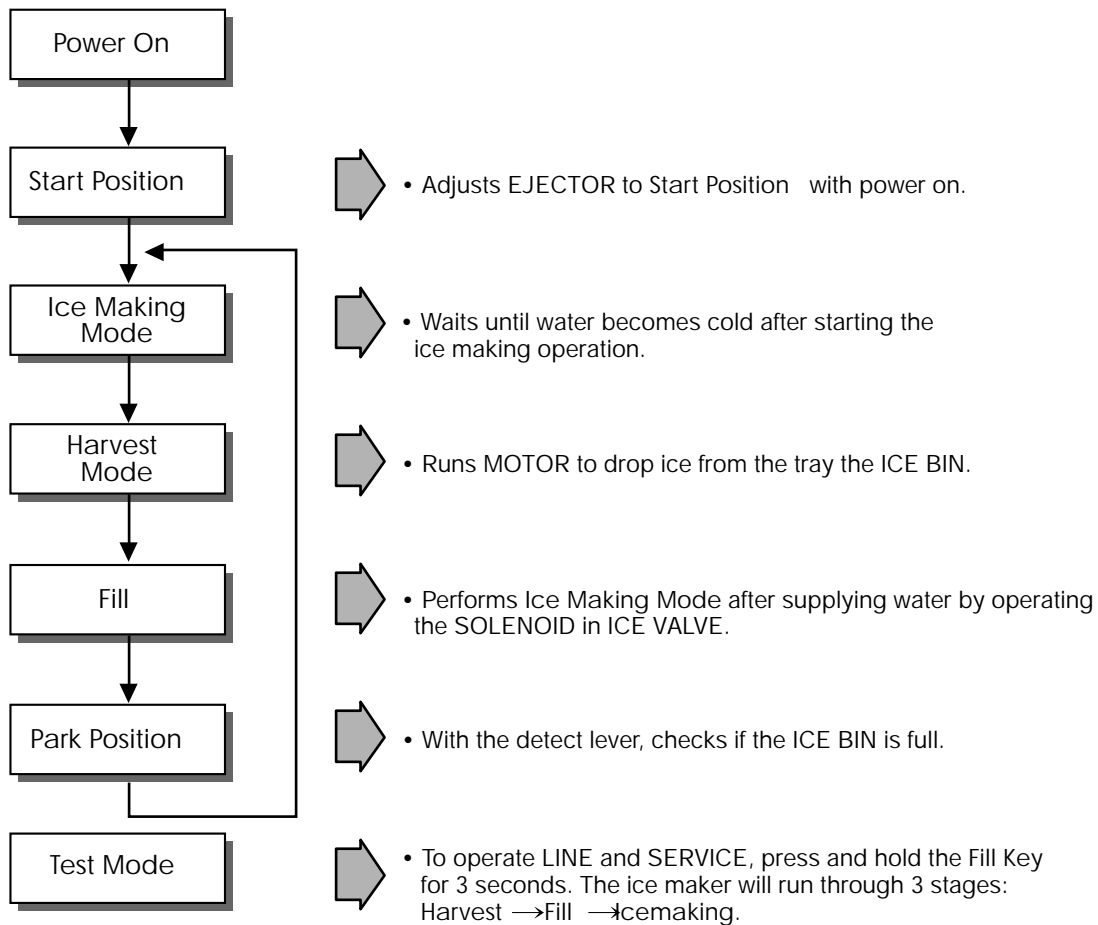 Power On
Start Position
• Adjusts EJECTOR to Start Position with power on.
Ice Making
Mode
• Waits until water becomes cold after starting the
ice making operation.
Harvest
Mode
• Runs MOTOR to drop ice from the tray the ICE BIN.
Fill
• Performs Ice Making Mode after supplying water by operating
the SOLENOID in ICE VALVE.
Park Position
• With the detect lever, checks if the ICE BIN is full.
Test Mode
• To operate LINE and SERVICE, press and hold the Fill Key
for 3 seconds. The ice maker will run through 3 stages:
Harvest → Fill → Icemaking.